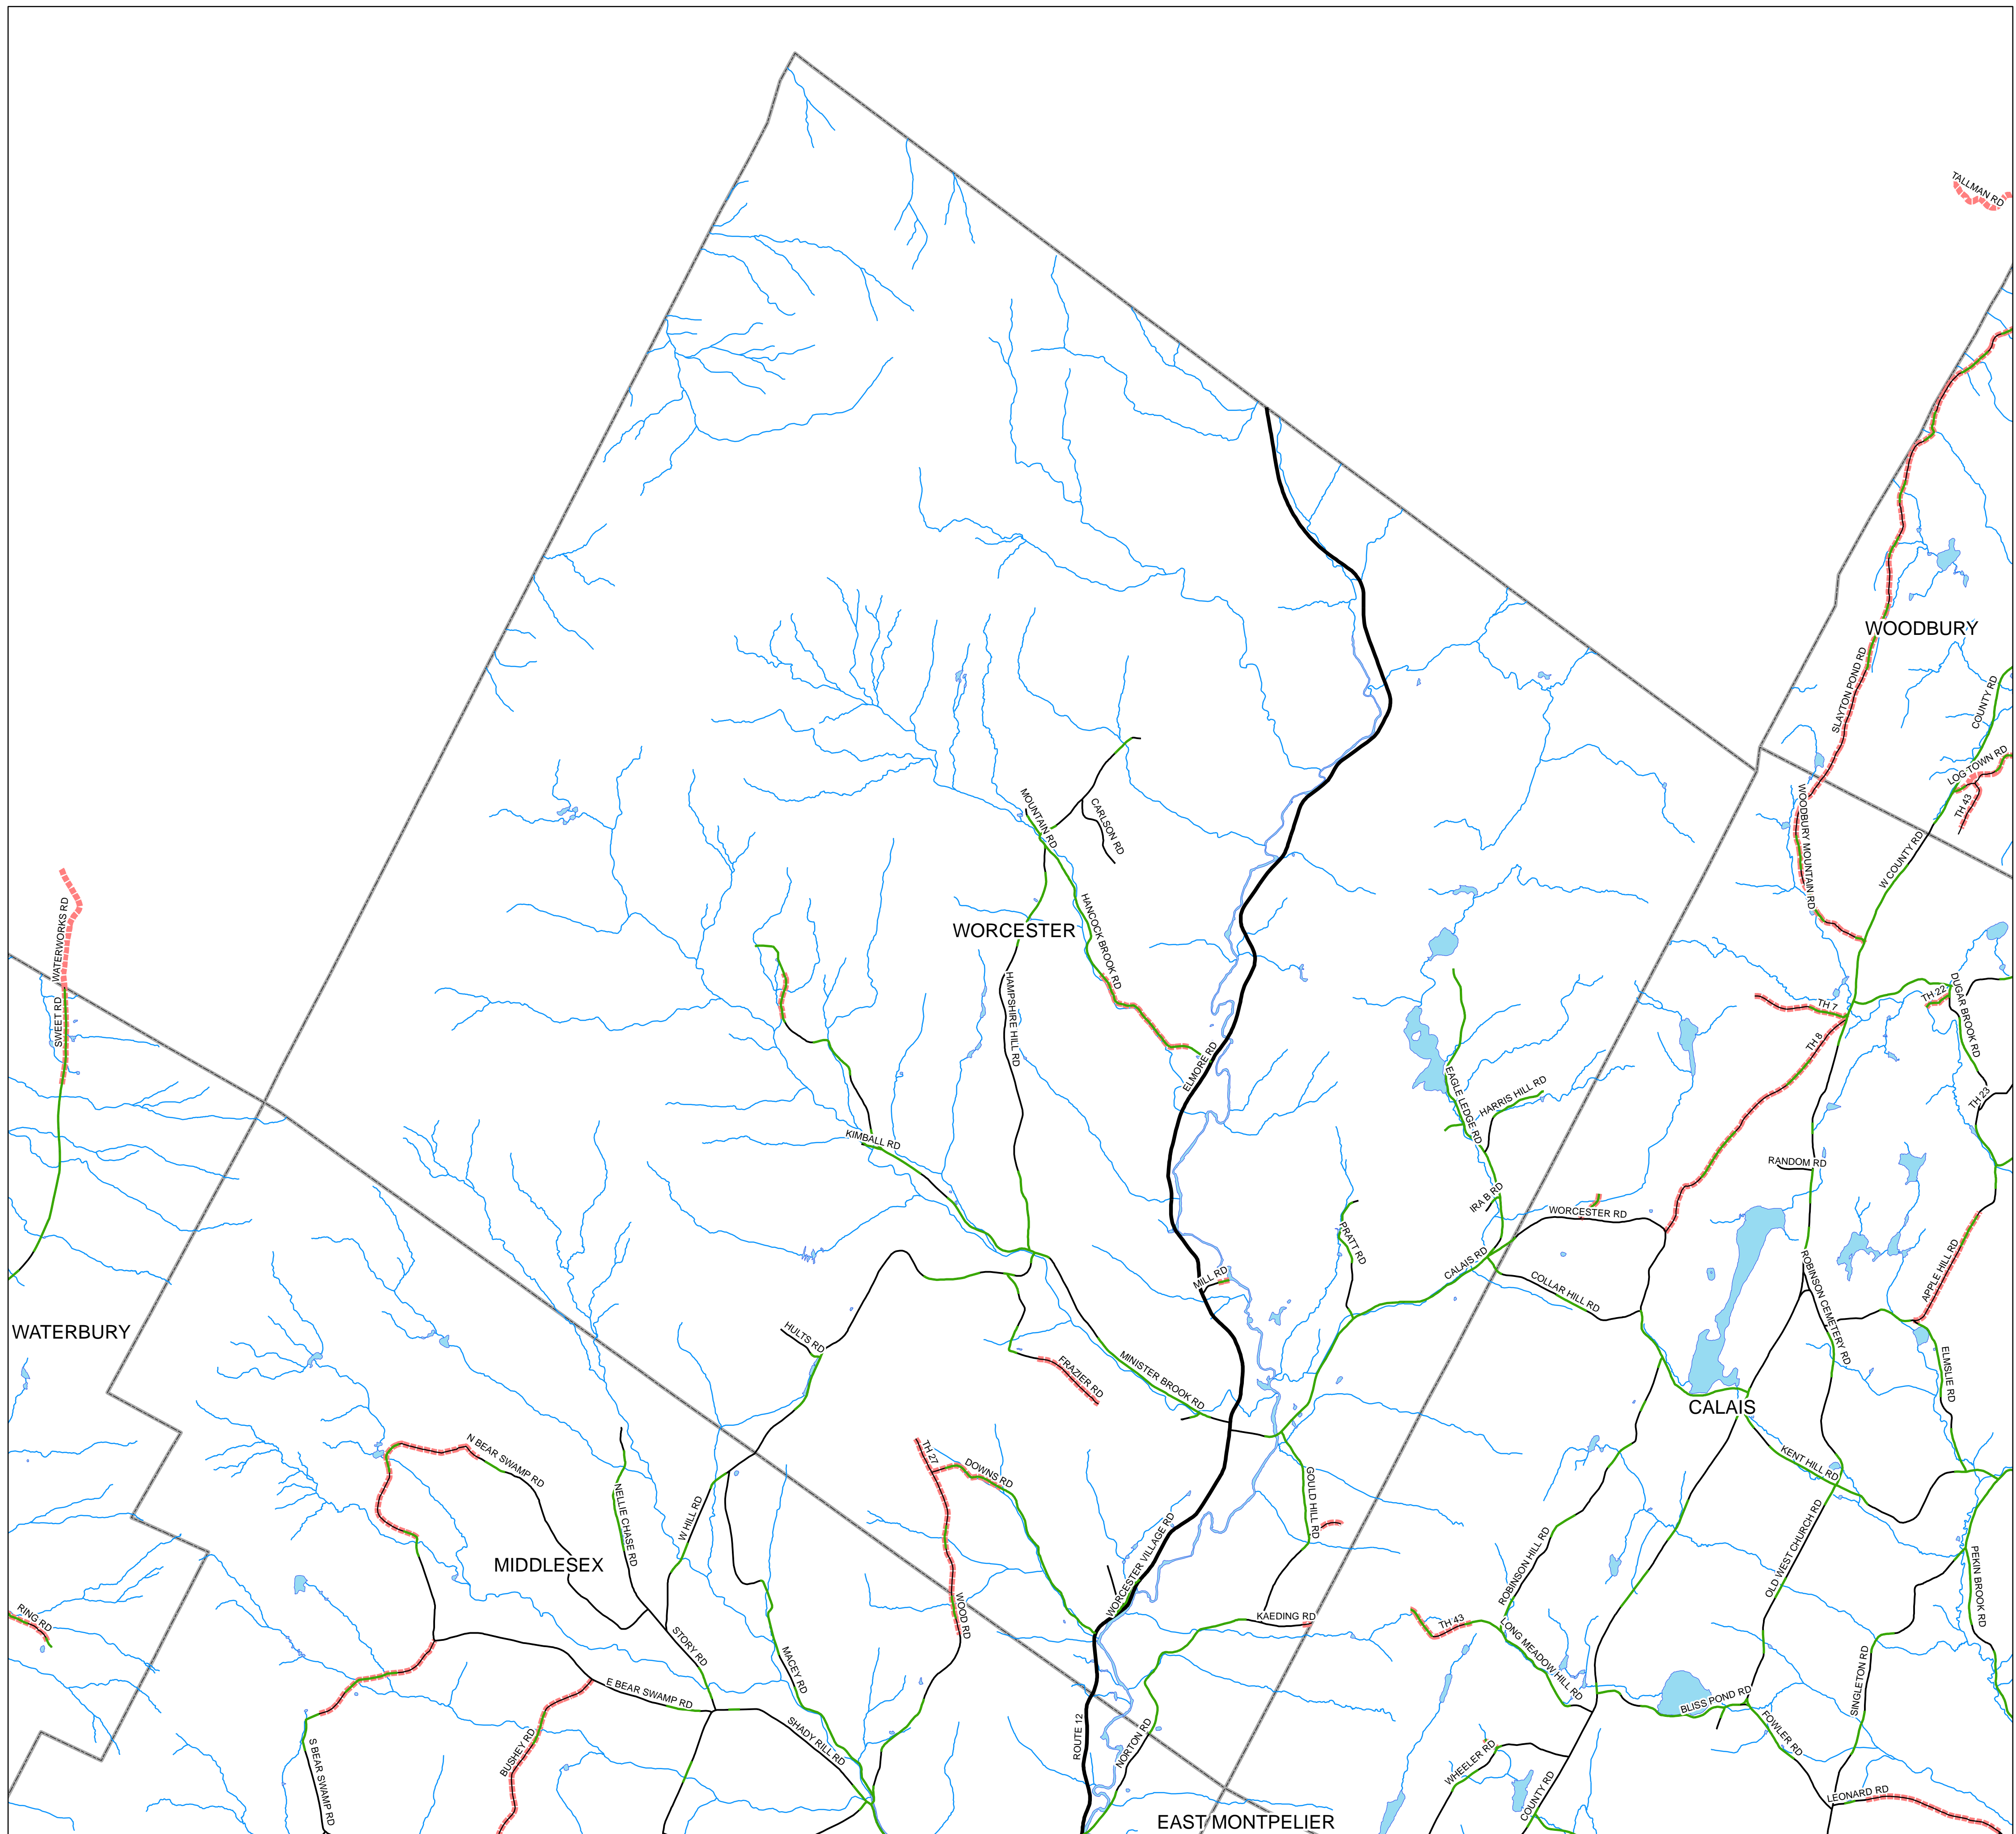 TALLMAN RD
WOODBURY
SLAYTON POND RD
COUNTY RD
LOG TOWN RD
TH 43
WOODBURY MOUNTAIN RD
W COUNTY RD
MOUNTAIN RD
CARLSON RD
WATERWORKS RD
SWEET RD
WORCESTER
HANCOCK BROOK RD
HAMPSHIRE HILL RD
ELMORE RD
EAGLE LEDGE RD
HARRIS HILL RD
TH 7
TH 8
TH 22
DUGAR BROOK RD
TH 23
KIMBALL RD
RANDOM RD
IRA B RD
WORCESTER RD
PRATT RD
CALAIS RD
COLLAR HILL RD
MILL RD
ROBINSON CEMETERY RD
APPLE HILL RD
WATERBURY
HULTS RD
FRAZIER RD
MINISTER BROOK RD
ELMSLIE RD
CALAIS
N BEAR SWAMP RD
NELLIE CHASE RD
W HILL RD
TH 27
DOWNS RD
GOULD HILL RD
KENT HILL RD
MIDDLESEX
WORCESTER VILLAGE RD
ROBINSON HILL RD
OLD WEST CHURCH RD
PEKIN BROOK RD
RING RD
STORY RD
WOOD RD
KAEDING RD
TH 43
LONG MEADOW HILL RD
MACEY RD
E BEAR SWAMP RD
SINGLETON RD
BLISS POND RD
SHADY RILL RD
FOWLER RD
S BEAR SWAMP RD
BUSHEY RD
ROUTE 12
NORTON RD
WHEELER RD
COUNTY RD
LEONARD RD
EAST MONTPELIER